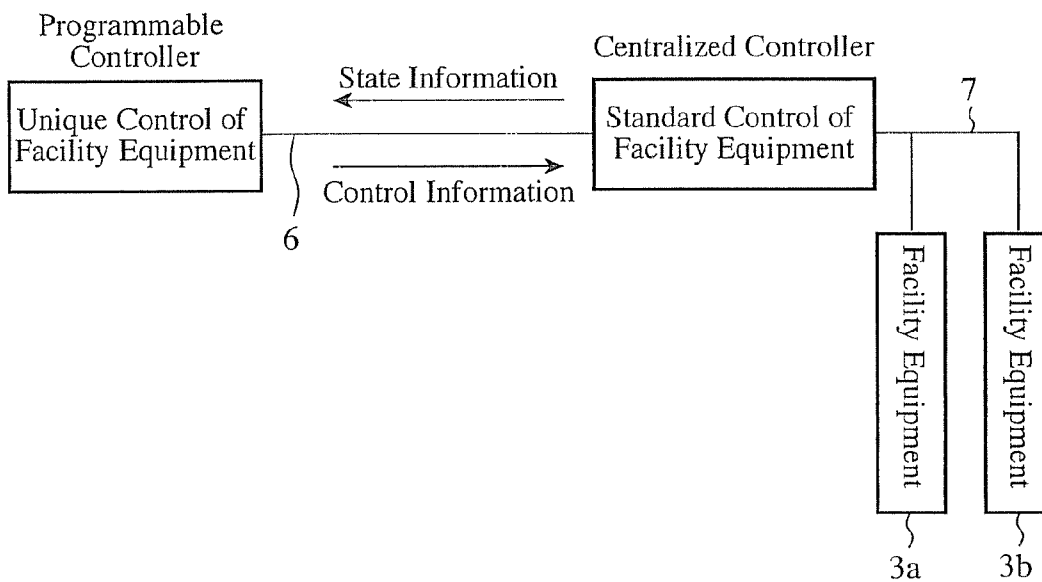 Programmable
Controller
Unique Control of
Facility Equipment
State Information
Control Information
6
Centralized Controller
Standard Control of
Facility Equipment
7
Facility Equipment
Facility Equipment
3a
3b